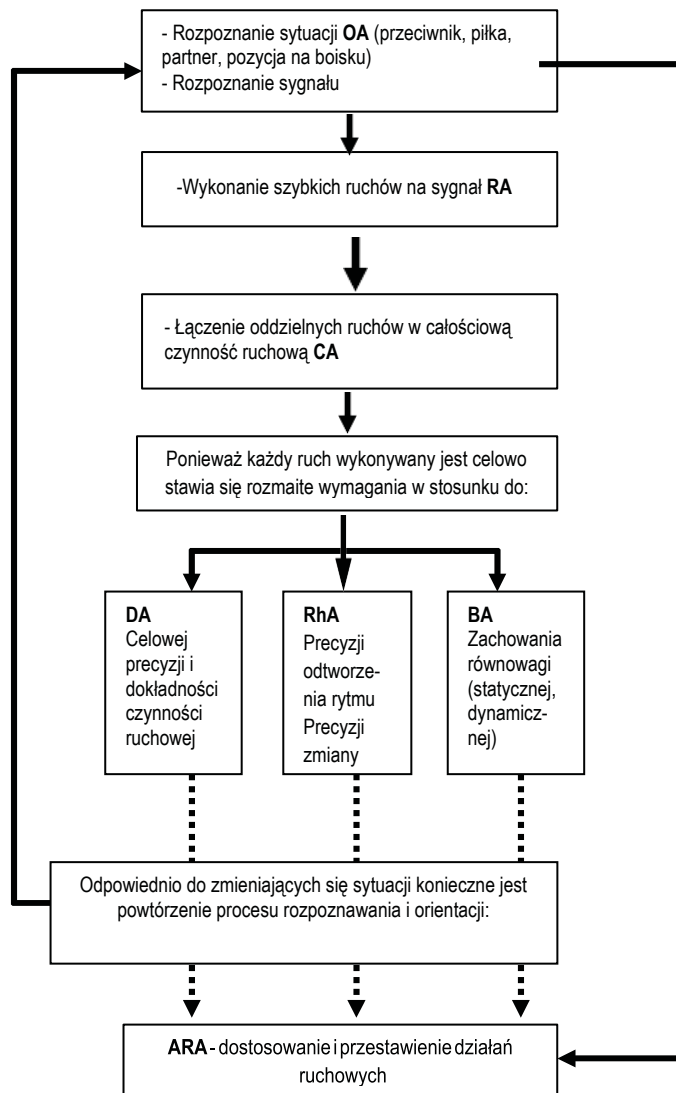 - Rozpoznanie sytuacji OA (przeciwnik, piłka,
partner, pozycja na boisku)
- Rozpoznanie sygnału
-Wykonanie szybkich ruchów na sygnał RA
- Łączenie oddzielnych ruchów w całościową
czynność ruchową CA
Ponieważ każdy ruch wykonywany jest celowo
stawia się rozmaite wymagania w stosunku do:
DA
Celowej
precyzji i
dokładności
czynności
ruchowej
RhA
Precyzji
odtworze-
nia rytmu
Precyzji
zmiany
BA
Zachowania
równowagi
(statycznej,
dynamicz-
nej)
Odpowiednio do zmieniających się sytuacji konieczne jest
powtórzenie procesu rozpoznawania i orientacji:
ARA - dostosowanie i przestawienie działań
ruchowych